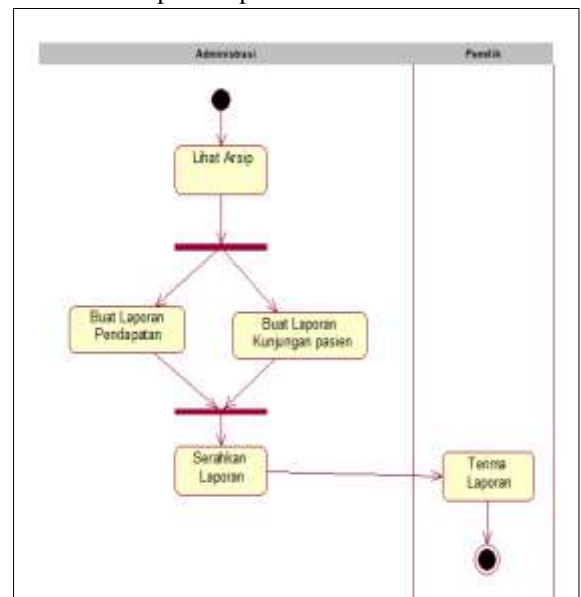 Administrasi
Pemilik
Lihat Arsip
Buat Laporan
Pendapatan
Buat Laporan
Kunjungan pasien
Serahkan
Laporan
Terima
Laporan